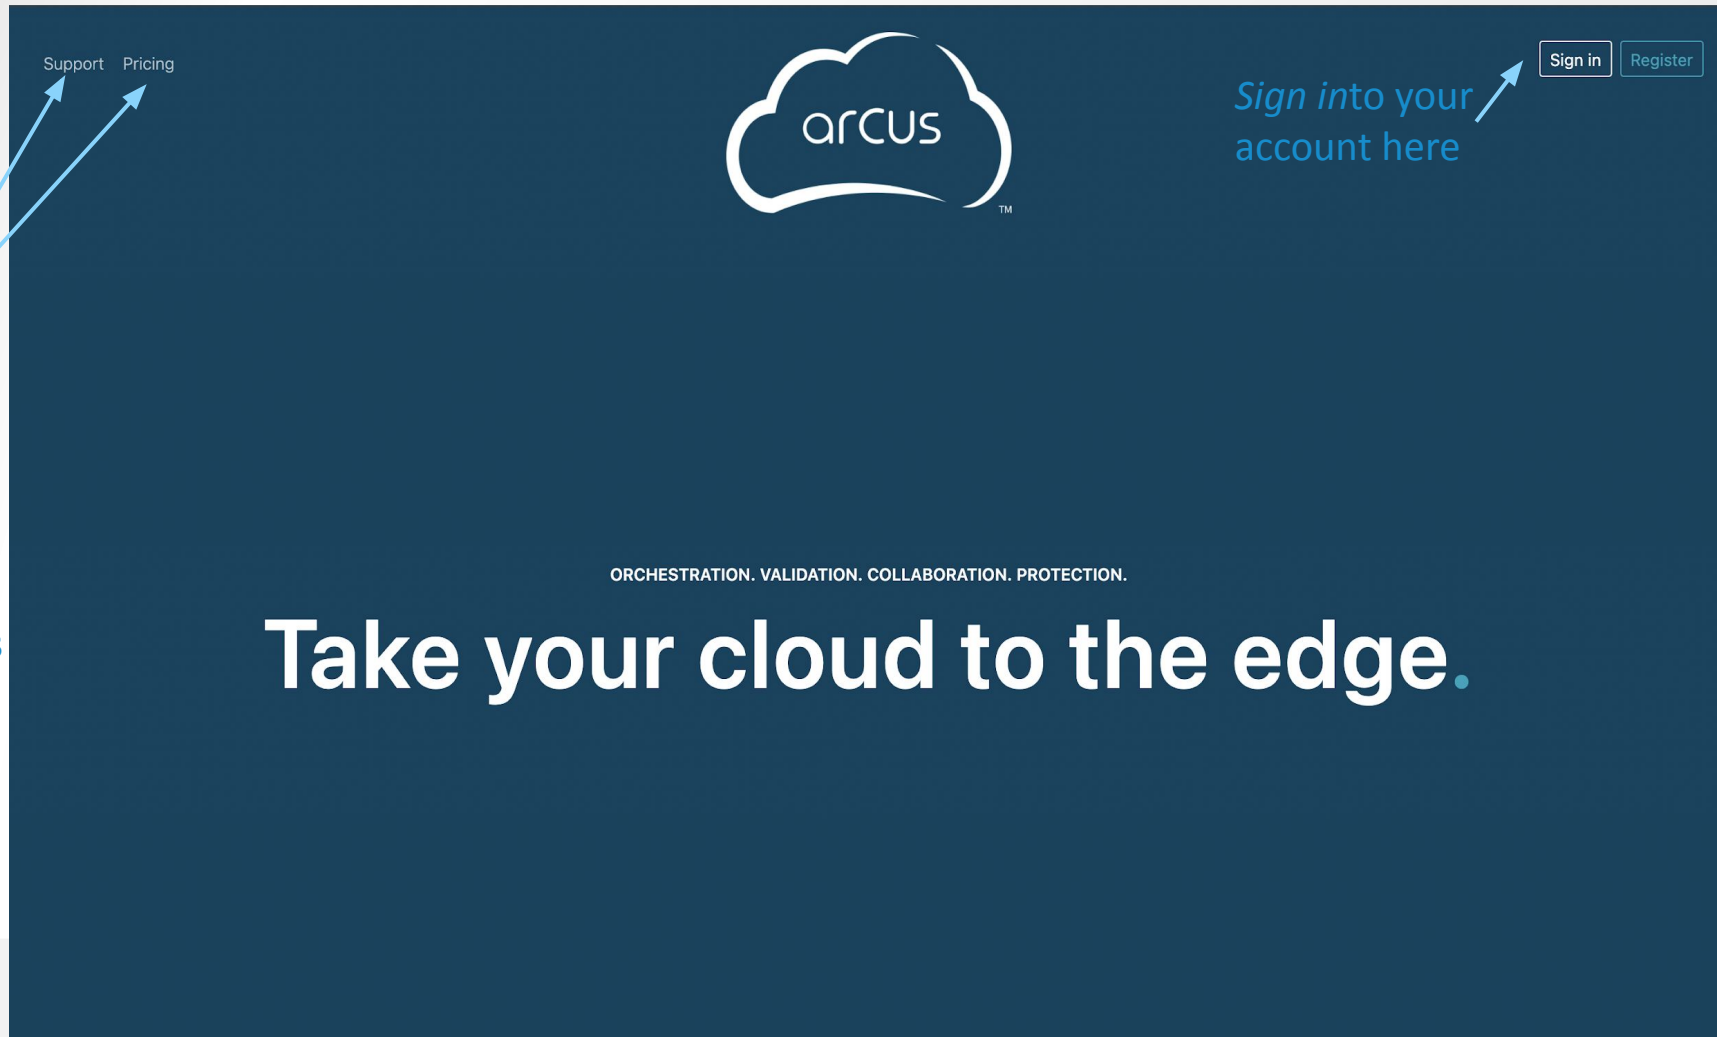 Support Pricing
arcus
TM
Sign in Register
Sign into your
account here
ORCHESTRATION. VALIDATION. COLLABORATION. PROTECTION.
Take your cloud to the edge.